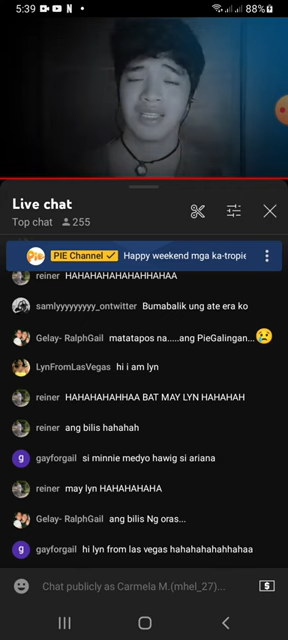 5:39
N
88%
Live chat
Top chat 255
Pie PIE Channel Happy weekend mga ka-tropie
reiner HAHAHAHAHAHAHHAHAA
samlyyyyyyyyy_ontwitter Bumabalik ung ate era ko
Gelay- RalphGail matatapos na.....ang PieGalingan...😢
LynFromLasVegas hi i am lyn
reiner HAHAHAHAHHAA BAT MAY LYN HAHAHAH
reiner ang bilis hahahah
g gayforgail si minnie medyo hawig si ariana
reiner may lyn HAHAHAHAHA
Gelay- RalphGail ang bilis Ng oras...
g gayforgail hi lyn from las vegas hahahahahahhahaa
Chat publicly as Carmela M.(mhel_27)...